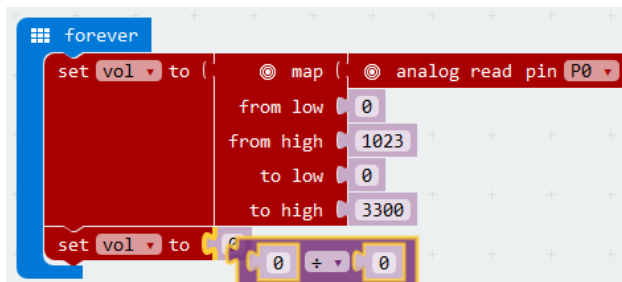 forever
set vol to map analog read pin P0
from low 0
from high 1023
to low 0
to high 3300
set vol to 0
0 ÷ 0